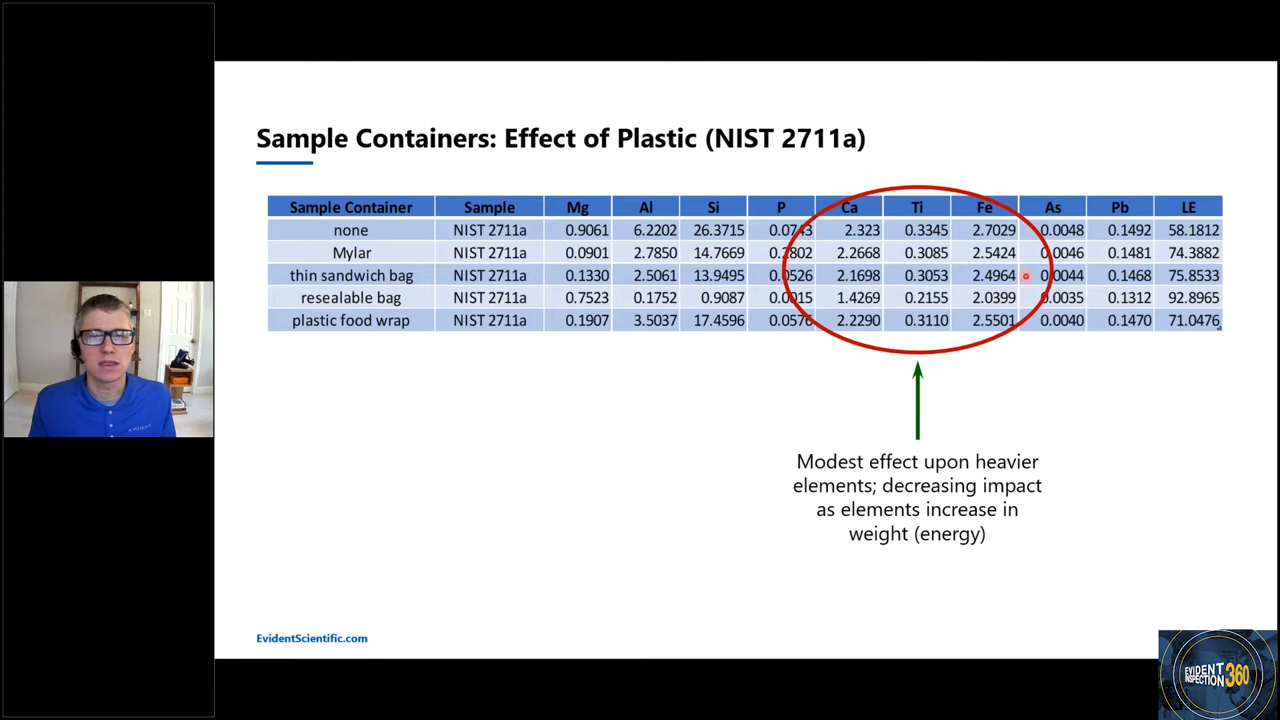 Sample Containers: Effect of Plastic (NIST 2711a)
Sample Container Sample Mg Al Si P Ca Ti Fe As Pb LE
none NIST 2711a 0.9061 6.2202 26.3715 0.0743 2.323 0.3345 2.7029 0.0048 0.1492 58.1812
Mylar NIST 2711a 0.0901 2.7850 14.7669 0.2802 2.2668 0.3085 2.5424 0.0046 0.1481 74.3882
thin sandwich bag NIST 2711a 0.1330 2.5061 13.9495 0.0526 2.1698 0.3053 2.4964 0.0044 0.1468 75.8533
resealable bag NIST 2711a 0.7523 0.1752 0.9087 0.0015 1.4269 0.2155 2.0399 0.0035 0.1312 92.8965
plastic food wrap NIST 2711a 0.1907 3.5037 17.4596 0.0576 2.2290 0.3110 2.5501 0.0040 0.1470 71.0476
Modest effect upon heavier
elements; decreasing impact
as elements increase in
weight (energy)
EvidentScientific.com
EVIDENT
INSPECTION 360
EVIDENT